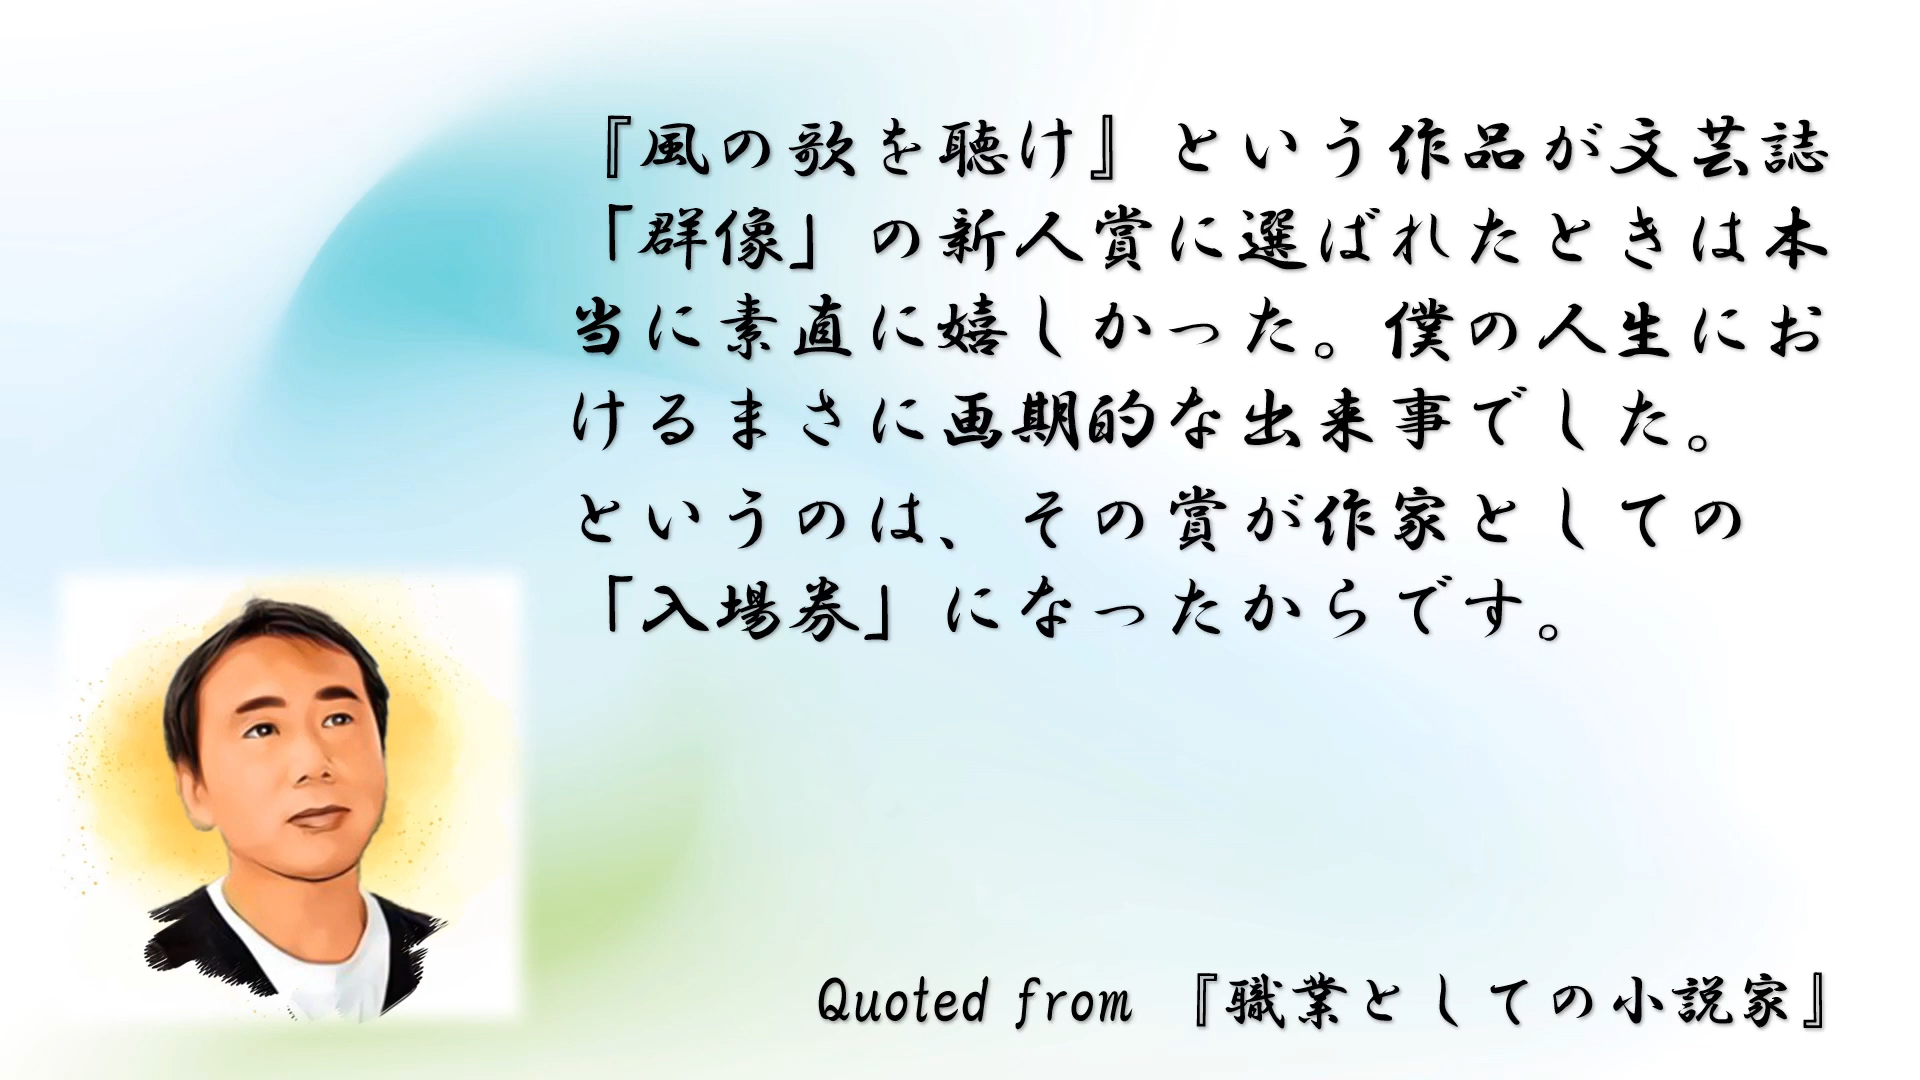 『風の歌を聴け』という作品が文芸誌
「群像」の新人賞に選ばれたときは本
当に素直に嬉しかった。僕の人生にお
けるまさに画期的な出来事でした。
というのは、その賞が作家としての
「入場券」になったからです。
Quoted from 『職業としての小説家』